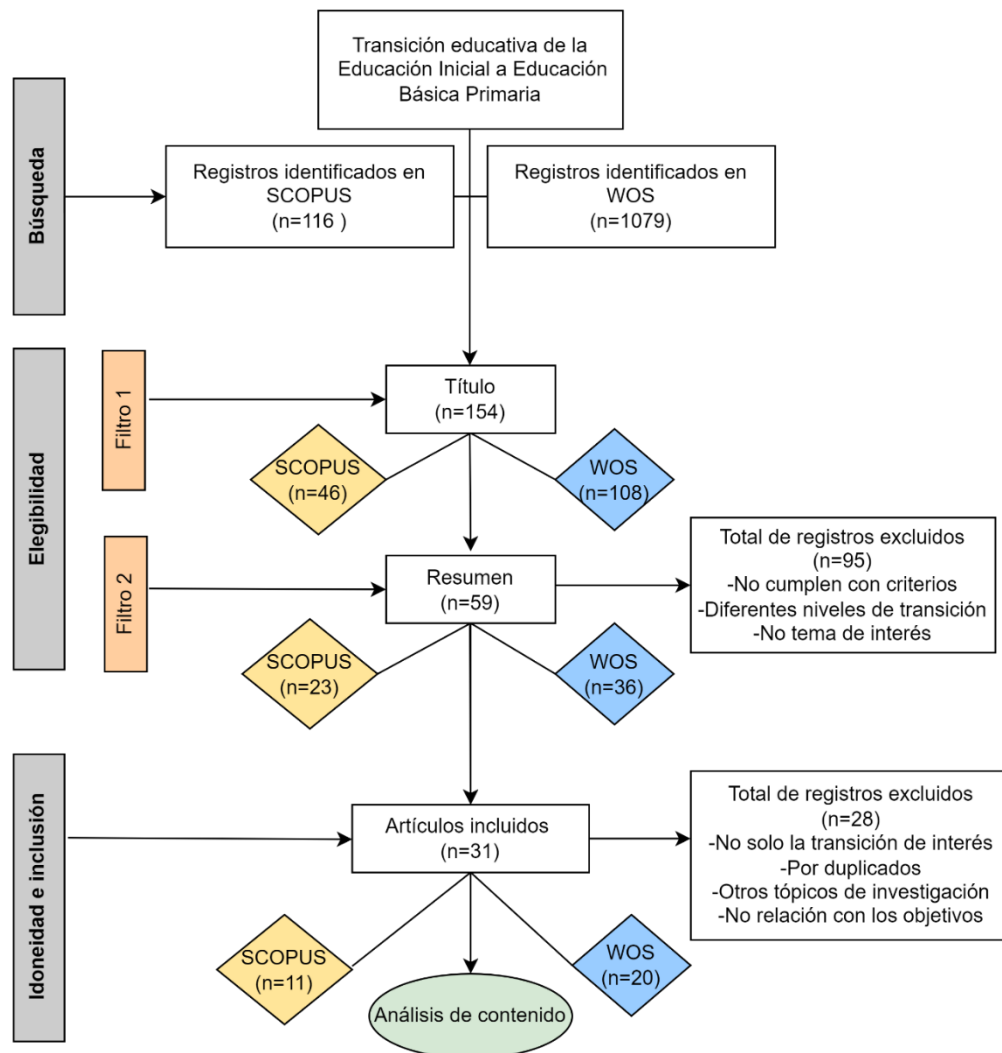 Transición educativa de la
Educación Inicial a Educación
Básica Primaria
Búsqueda
Registros identificados en
SCOPUS
(n=116 )
Registros identificados en
WOS
(n=1079)
Elegibilidad
Filtro 1
Título
(n=154)
SCOPUS
(n=46)
WOS
(n=108)
Filtro 2
Resumen
(n=59)
Total de registros excluidos
(n=95)
-No cumplen con criterios
-Diferentes niveles de transición
-No tema de interés
SCOPUS
(n=23)
WOS
(n=36)
Idoneidad e inclusión
Artículos incluidos
(n=31)
Total de registros excluidos
(n=28)
-No solo la transición de interés
-Por duplicados
-Otros tópicos de investigación
-No relación con los objetivos
SCOPUS
(n=11)
WOS
(n=20)
Análisis de contenido